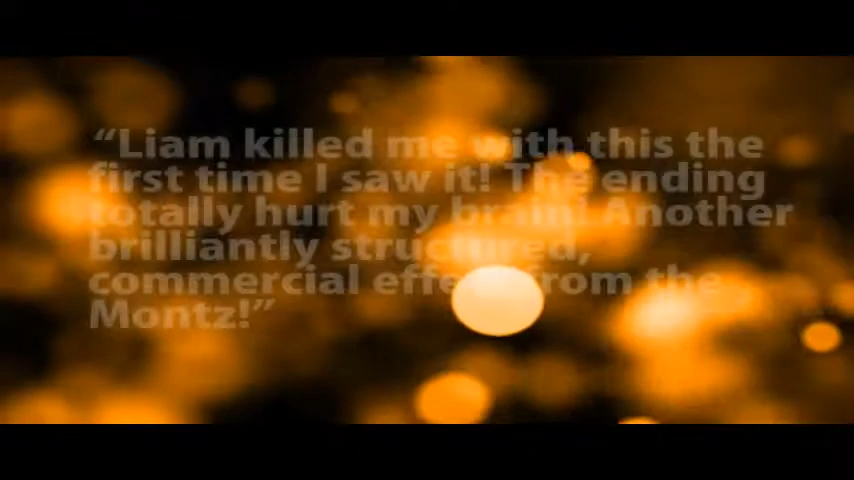 “Liam killed me with this the
first time I saw it! The ending
totally hurt my brain! Another
brilliantly structured,
commercial effect from the
Montz!”